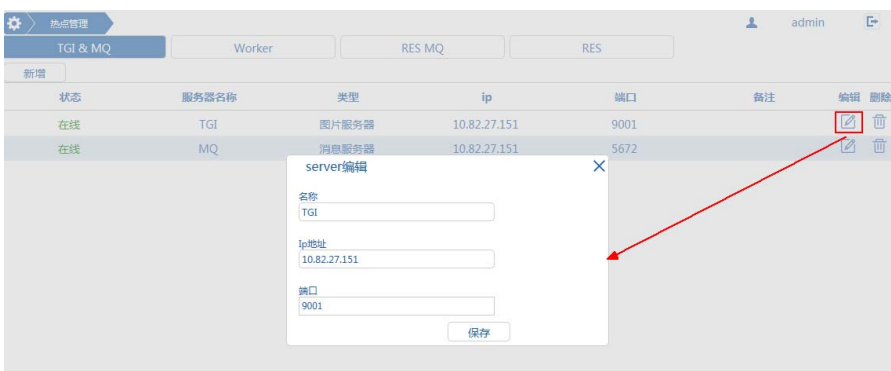 热点管理 admin
TGI & MQ Worker RES MQ RES
新增
状态 服务器名称 类型 ip 端口 备注 编辑 删除
在线 TGI 图片服务器 10.82.27.151 9001
在线 MQ 消息服务器 10.82.27.151 5672
server编辑
名称
TGI
Ip地址
10.82.27.151
端口
9001
保存